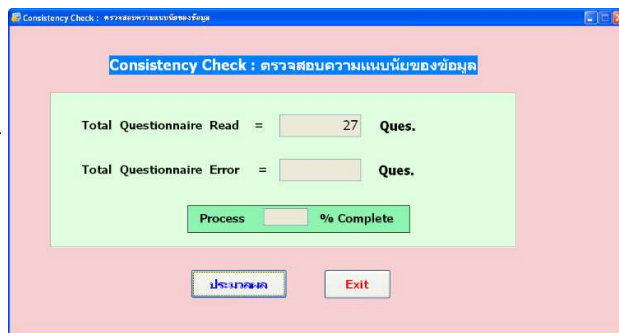 Consistency Check : ตรวจสอบความแนบนัยของข้อมูล
Consistency Check : ตรวจสอบความแนบนัยของข้อมูล
Total Questionnaire Read = 27 Ques.
Total Questionnaire Error = Ques.
Process % Complete
ประมวลผล Exit